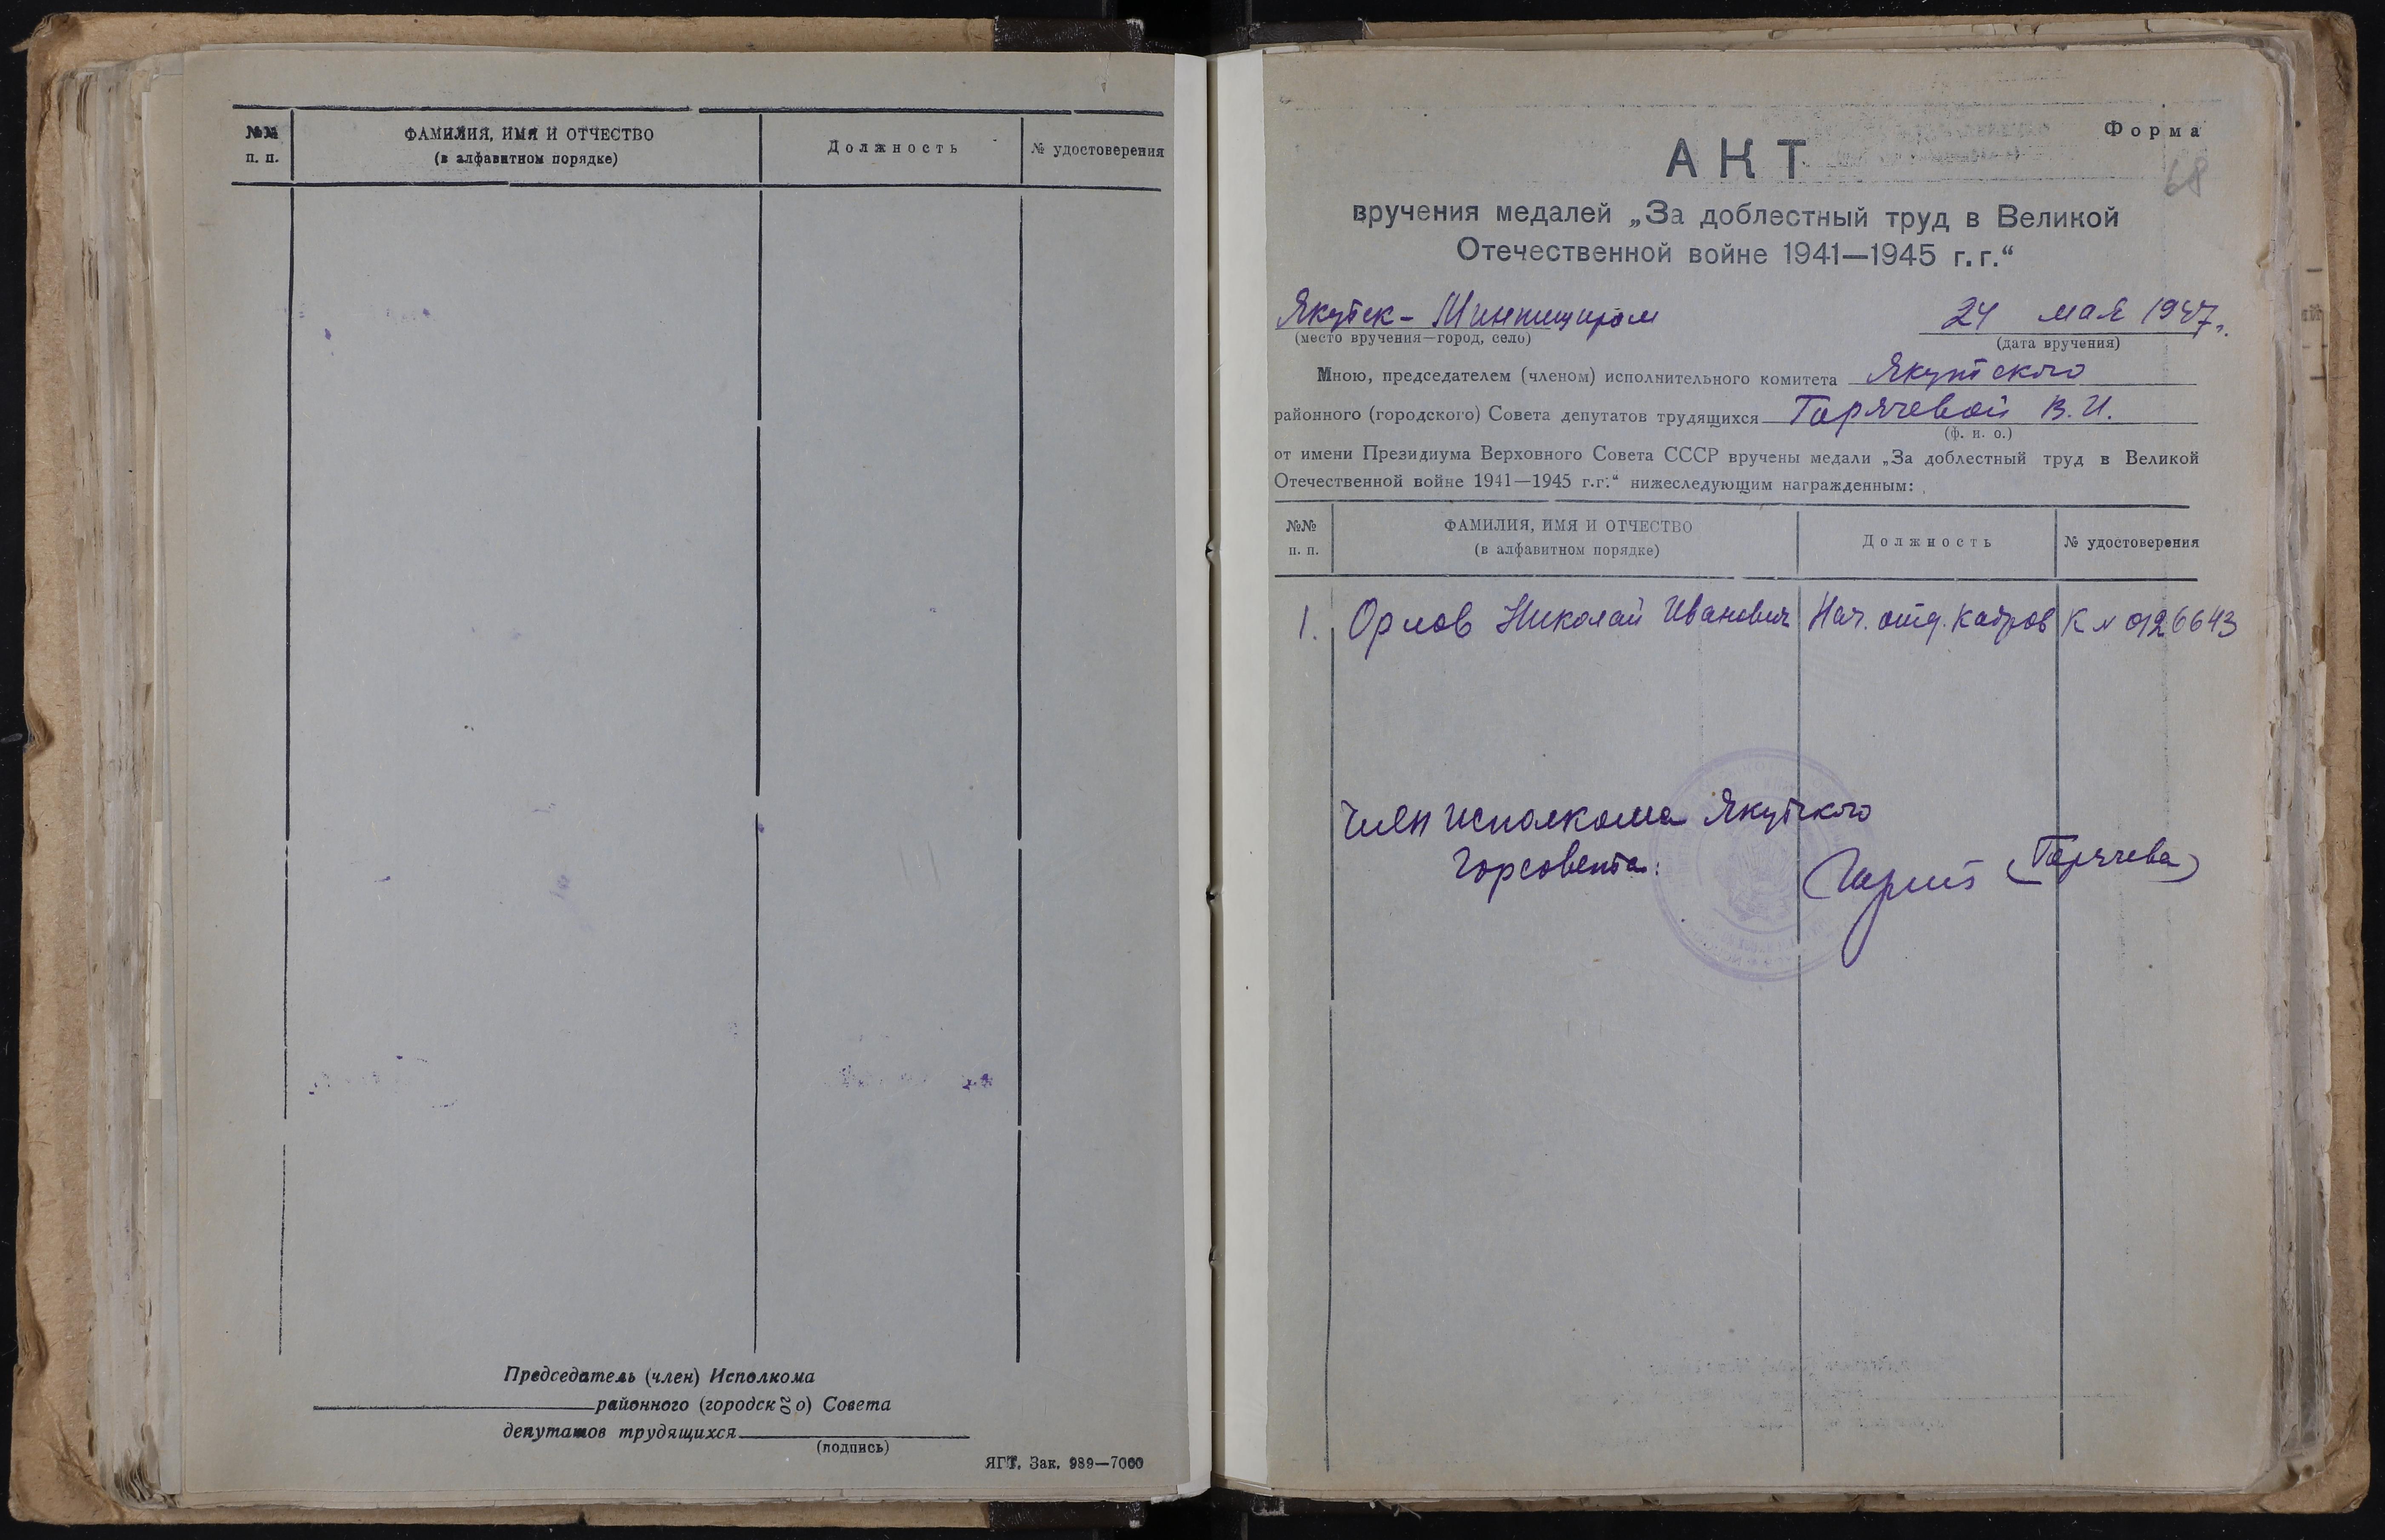 №№
п. п.
ФАМИЛИЯ, ИМЯ И ОТЧЕСТВО
(в алфавитном порядке)
Должность
№ удостоверения
Председатель (член) Исполкома
районного (городского) Совета
депутатов трудящихся
(подпись)
ЯГТ. Зак. 989—7000
Форма
68
АКТ
вручения медалей „За доблестный труд в Великой
Отечественной войне 1941—1945 г.г.“
Якутск - Минпищепром 24 мая 1947 г.
(место вручения—город, село) (дата вручения)
Мною, председателем (членом) исполнительного комитета Якутского
районного (городского) Совета депутатов трудящихся Горячевой В. И.
(ф. и. о.)
от имени Президиума Верховного Совета СССР вручены медали „За доблестный труд в Великой
Отечественной войне 1941—1945 г.г.“ нижеследующим награжденным:
№№
п. п.
ФАМИЛИЯ, ИМЯ И ОТЧЕСТВО
(в алфавитном порядке)
Должность
№ удостоверения
1. Орлов Николай Иванович Нач. отд. кадров К № 0126643
Член исполкома Якутского
горсовета: (Горячева)